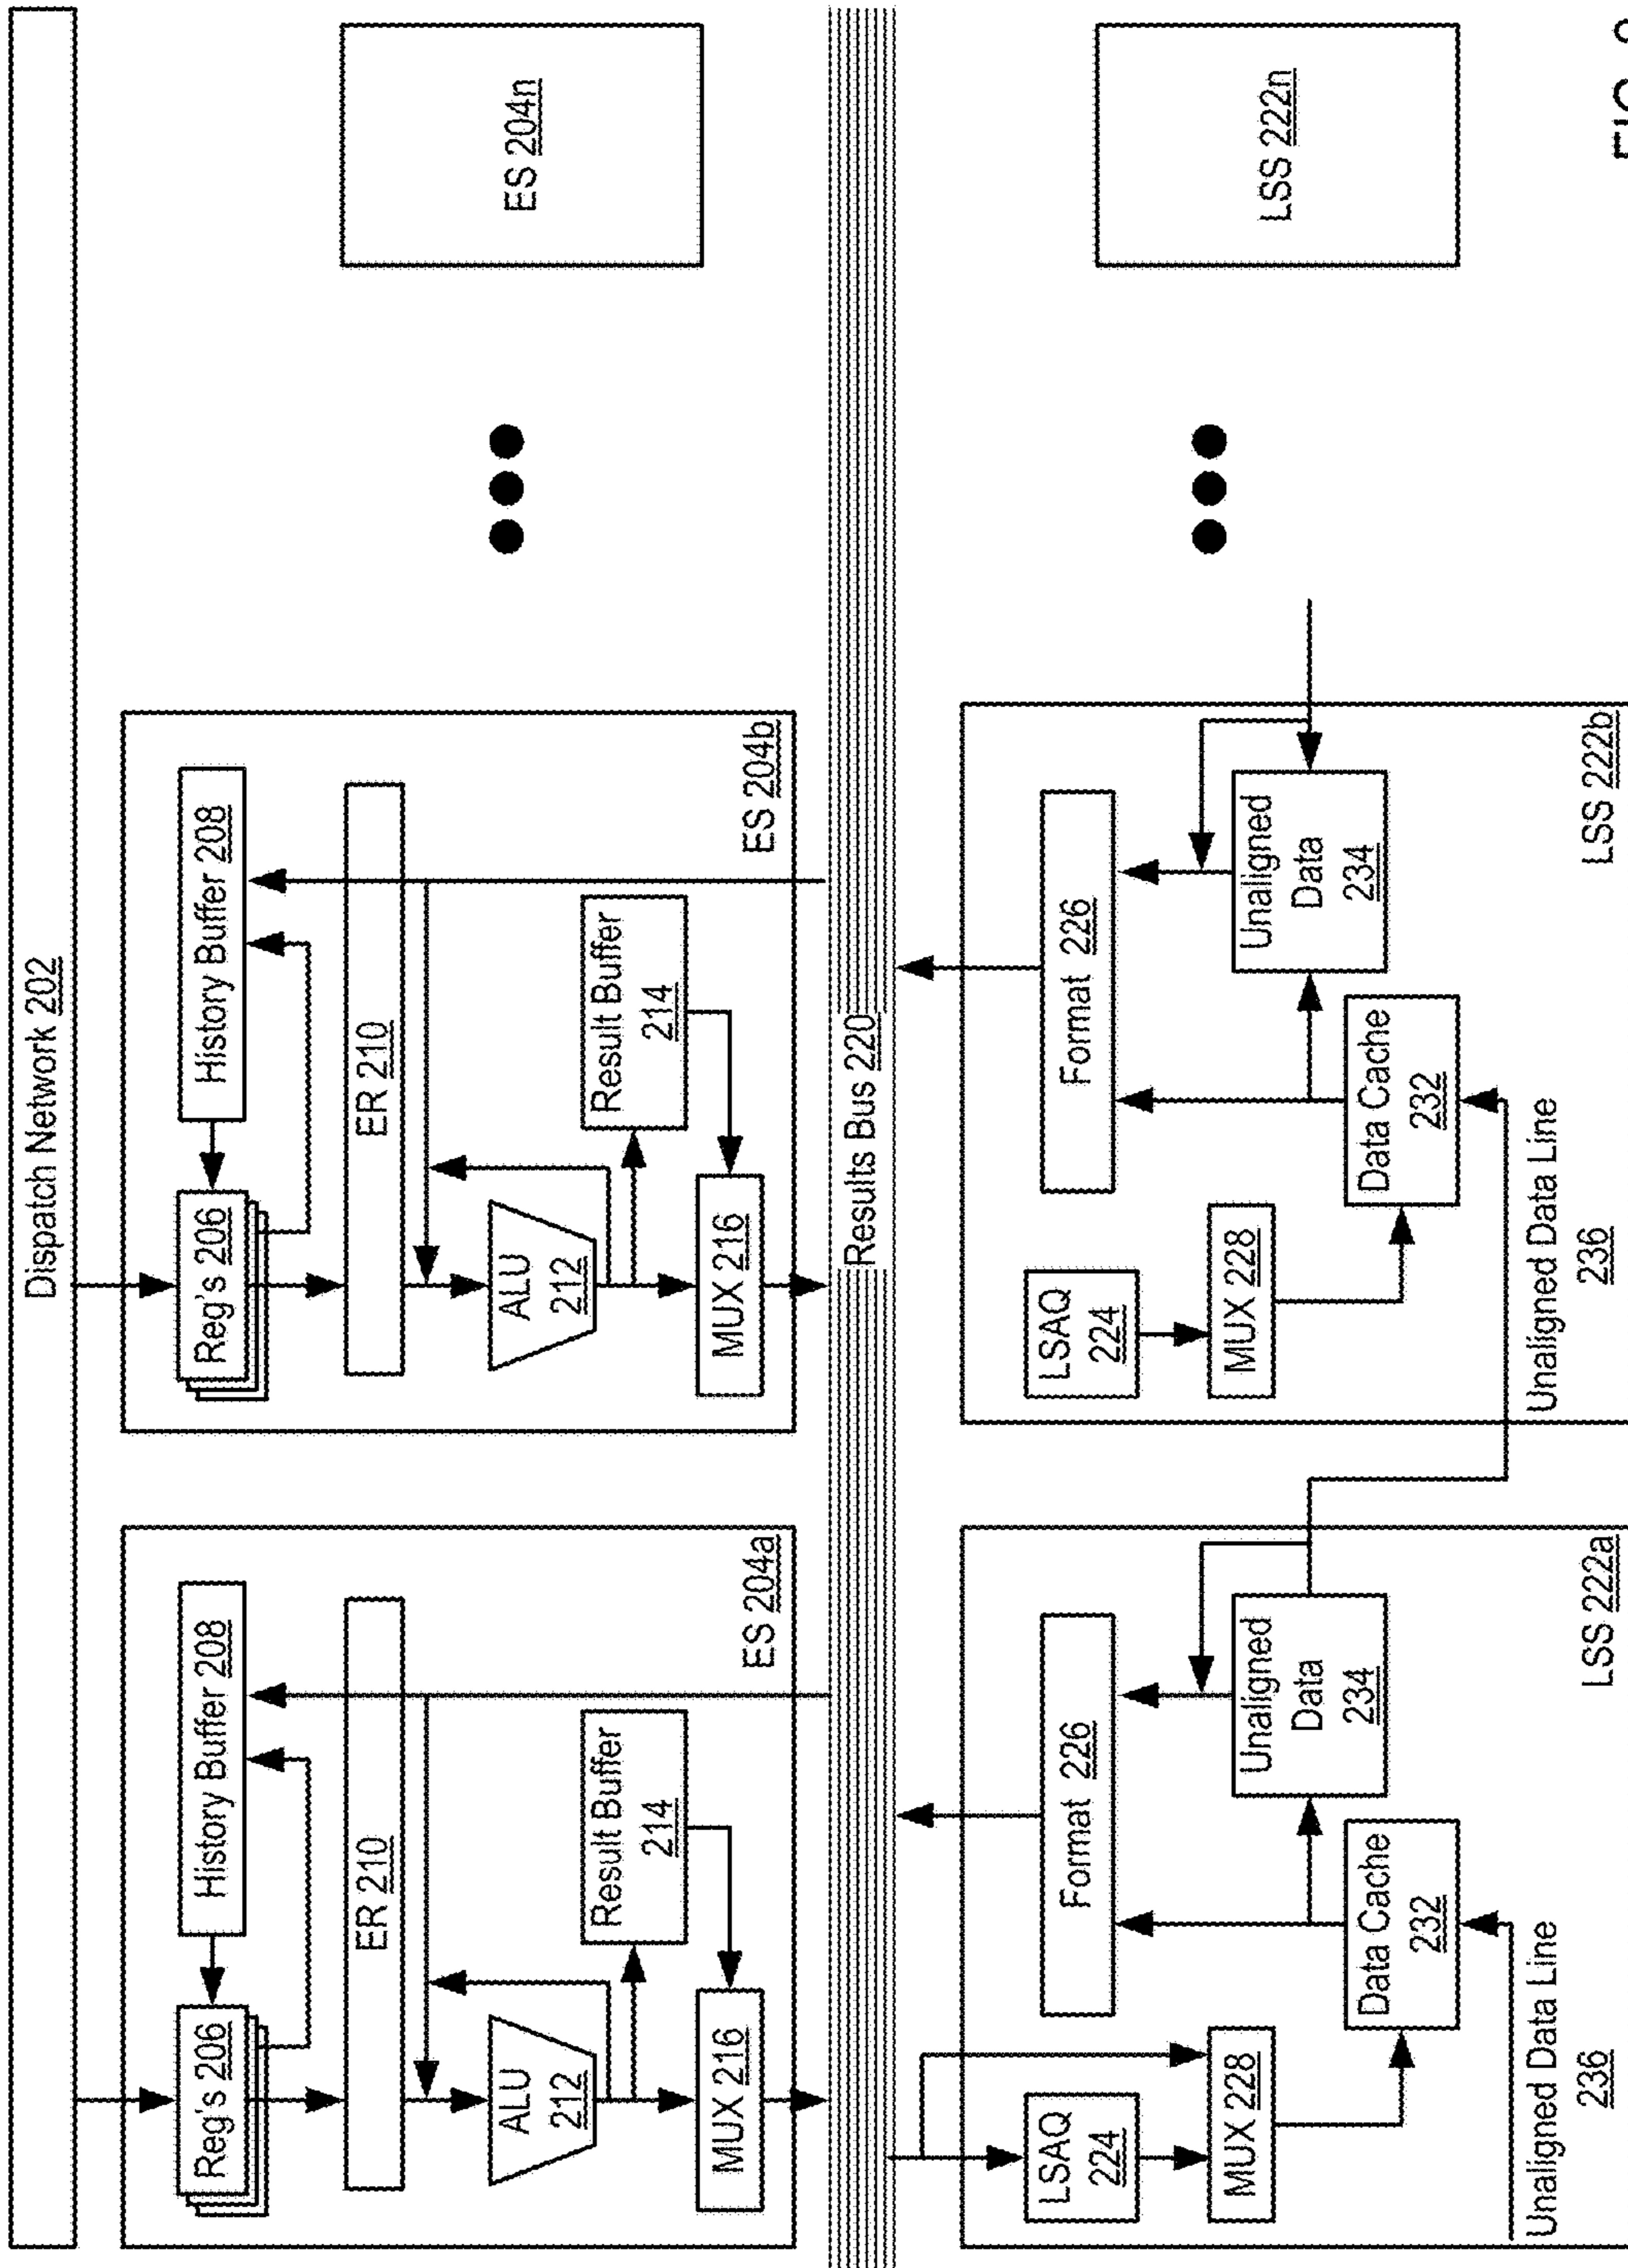 Dispatch Network 202
Reg's 206
History Buffer 208
ER 210
ALU
212
Result Buffer
214
MUX 216
ES 204a
Reg's 206
History Buffer 208
ER 210
ALU
212
Result Buffer
214
MUX 216
ES 204b
ES 204n
Results Bus 220
LSAQ
224
MUX 228
Format 226
Data Cache
232
Unaligned
Data
234
Unaligned Data Line
236
LSS 222a
LSAQ
224
MUX 228
Format 226
Data Cache
232
Unaligned
Data
234
Unaligned Data Line
236
LSS 222b
LSS 222n